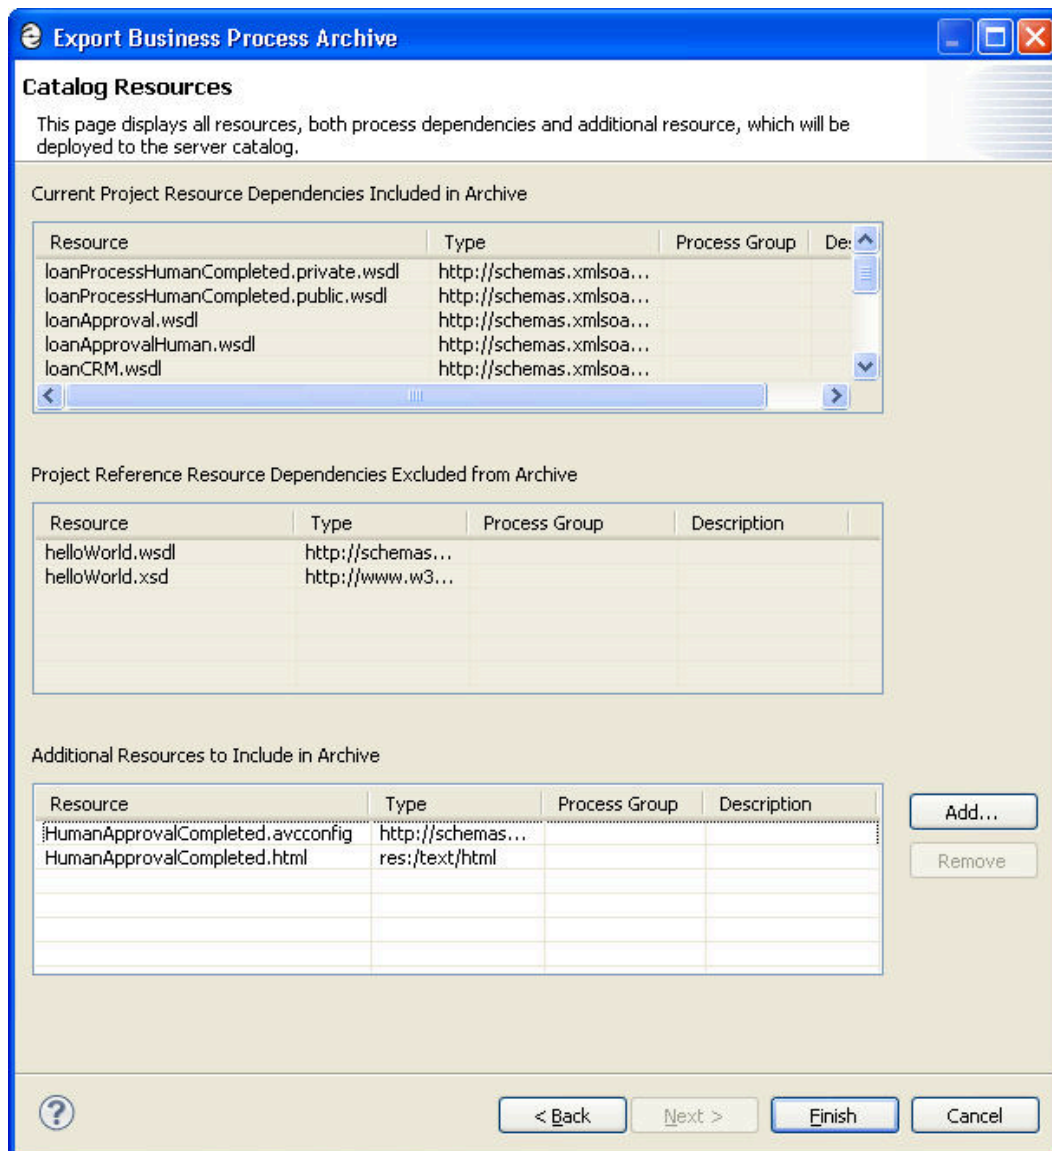 Export Business Process Archive
Catalog Resources
This page displays all resources, both process dependencies and additional resource, which will be
deployed to the server catalog.
Current Project Resource Dependencies Included in Archive
Resource Type Process Group De:
loanProcessHumanCompleted.private.wsdl http://schemas.xmlsoa...
loanProcessHumanCompleted.public.wsdl http://schemas.xmlsoa...
loanApproval.wsdl http://schemas.xmlsoa...
loanApprovalHuman.wsdl http://schemas.xmlsoa...
loanCRM.wsdl http://schemas.xmlsoa...
Project Reference Resource Dependencies Excluded from Archive
Resource Type Process Group Description
helloWorld.wsdl http://schemas...
helloWorld.xsd http://www.w3...
Additional Resources to Include in Archive
Resource Type Process Group Description
HumanApprovalCompleted.avcconfig http://schemas...
HumanApprovalCompleted.html res:/text/html
Add...
Remove
? < Back Next > Finish Cancel